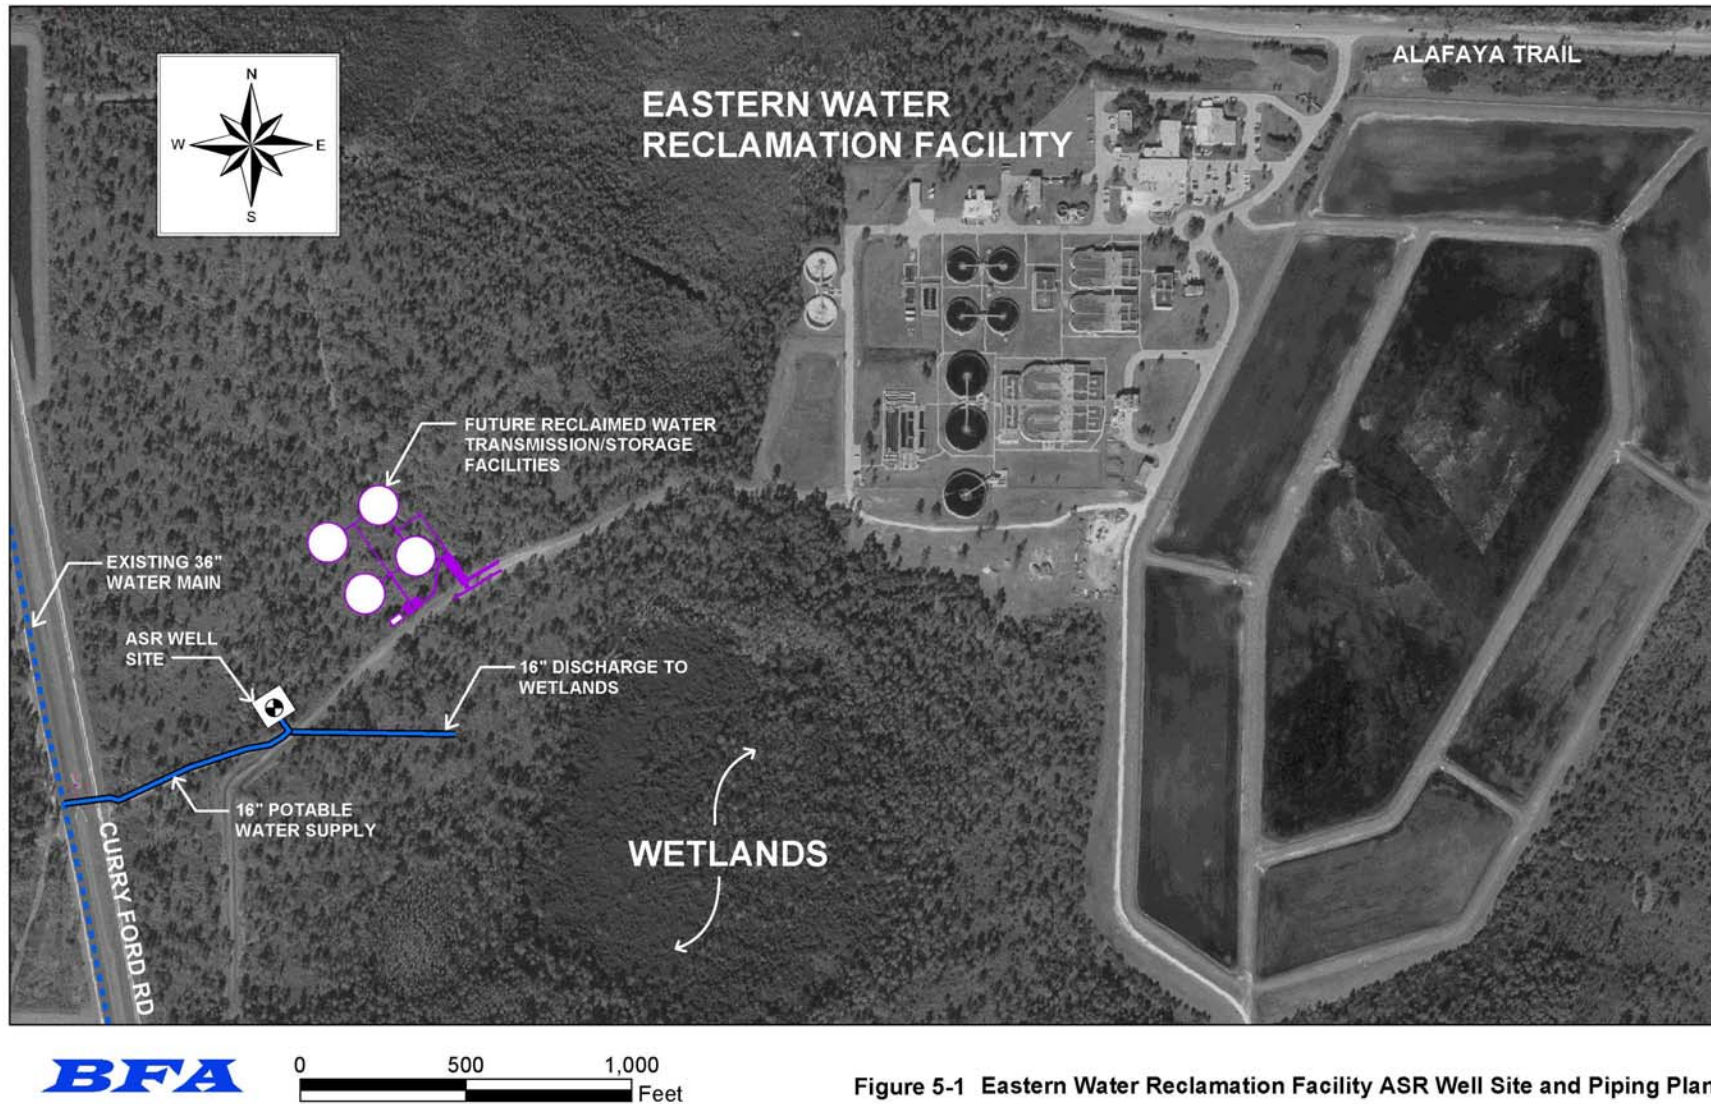 N
W E
S
ALAFAYA TRAIL
EASTERN WATER
RECLAMATION FACILITY
FUTURE RECLAIMED WATER
TRANSMISSION/STORAGE
FACILITIES
EXISTING 36"
WATER MAIN
ASR WELL
SITE
16" DISCHARGE TO
WETLANDS
16" POTABLE
WATER SUPPLY
WETLANDS
CURRY FORD RD
BFA
0 500 1,000
Feet
Figure 5-1 Eastern Water Reclamation Facility ASR Well Site and Piping Plan